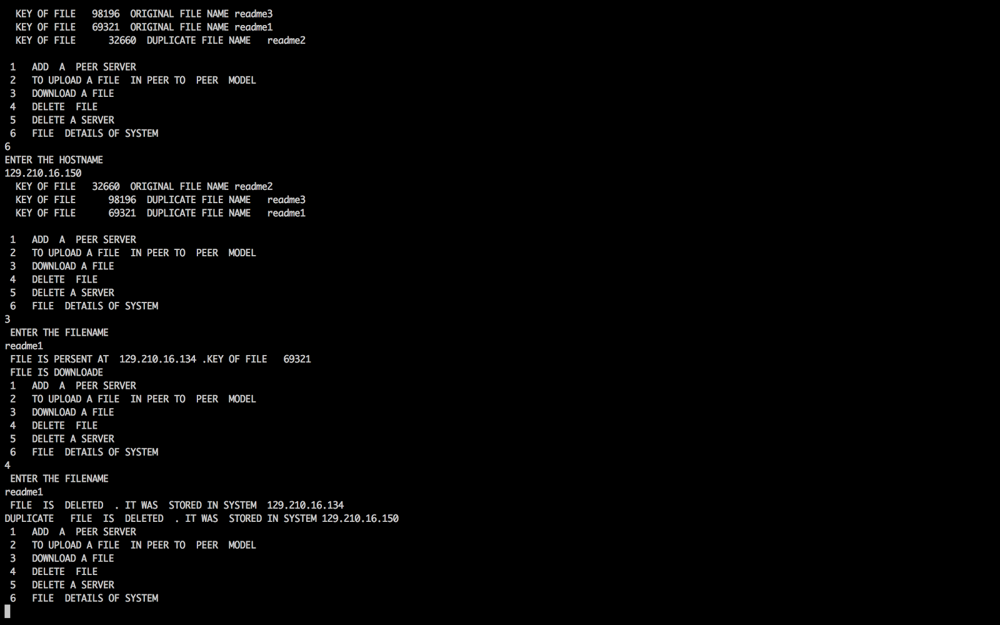 KEY OF FILE   98196  ORIGINAL FILE NAME readme3
KEY OF FILE   69321  ORIGINAL FILE NAME readme1
KEY OF FILE      32660  DUPLICATE FILE NAME   readme2
1   ADD  A  PEER SERVER
2   TO UPLOAD A FILE  IN PEER TO  PEER  MODEL
3   DOWNLOAD A FILE
4   DELETE  FILE
5   DELETE A SERVER
6   FILE  DETAILS OF SYSTEM
6
ENTER THE HOSTNAME
129.210.16.150
KEY OF FILE   32660  ORIGINAL FILE NAME readme2
KEY OF FILE      98196  DUPLICATE FILE NAME   readme3
KEY OF FILE      69321  DUPLICATE FILE NAME   readme1
1   ADD  A  PEER SERVER
2   TO UPLOAD A FILE  IN PEER TO  PEER  MODEL
3   DOWNLOAD A FILE
4   DELETE  FILE
5   DELETE A SERVER
6   FILE  DETAILS OF SYSTEM
3
ENTER THE FILENAME
readme1
FILE IS PERSENT AT  129.210.16.134 .KEY OF FILE   69321
FILE IS DOWNLOADE
1   ADD  A  PEER SERVER
2   TO UPLOAD A FILE  IN PEER TO  PEER  MODEL
3   DOWNLOAD A FILE
4   DELETE  FILE
5   DELETE A SERVER
6   FILE  DETAILS OF SYSTEM
4
ENTER THE FILENAME
readme1
FILE  IS  DELETED  . IT WAS  STORED IN SYSTEM  129.210.16.134
DUPLICATE   FILE  IS  DELETED  . IT WAS  STORED IN SYSTEM 129.210.16.150
1   ADD  A  PEER SERVER
2   TO UPLOAD A FILE  IN PEER TO  PEER  MODEL
3   DOWNLOAD A FILE
4   DELETE  FILE
5   DELETE A SERVER
6   FILE  DETAILS OF SYSTEM